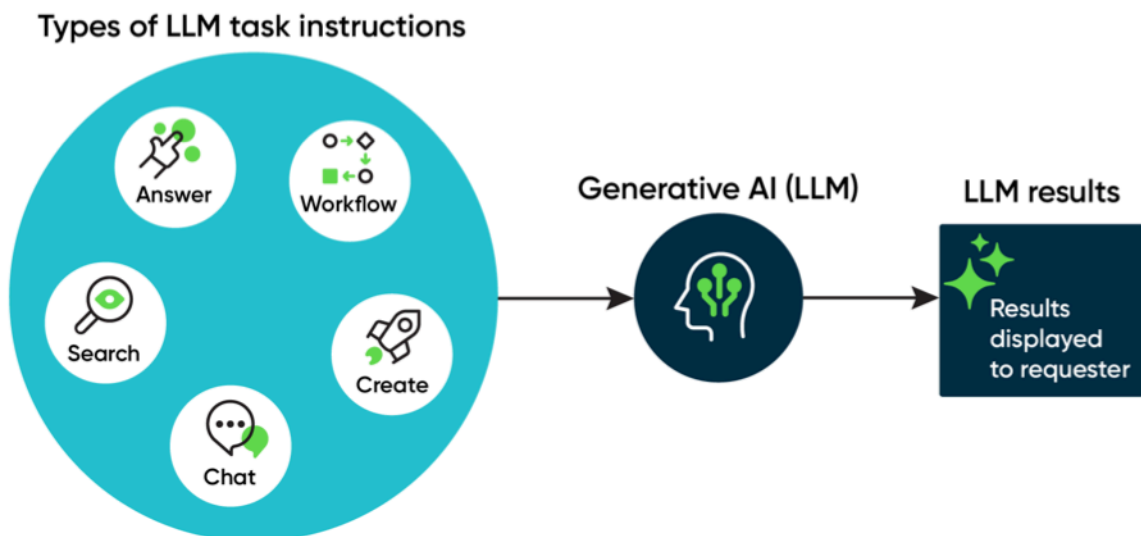 Types of LLM task instructions
Answer
Workflow
Search
Create
Chat
Generative AI (LLM)
LLM results
Results
displayed
to requester